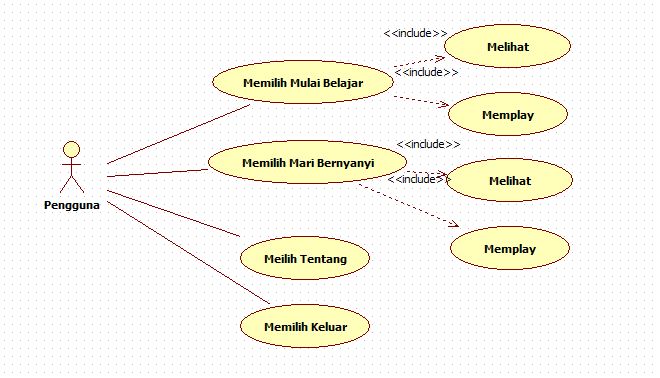 <<include>>
Melihat
Memilih Mulai Belajar
<<include>>
Memplay
Memilih Mari Bernyanyi
<<include>>
<<include>>
Melihat
Pengguna
Memplay
Meilih Tentang
Memilih Keluar